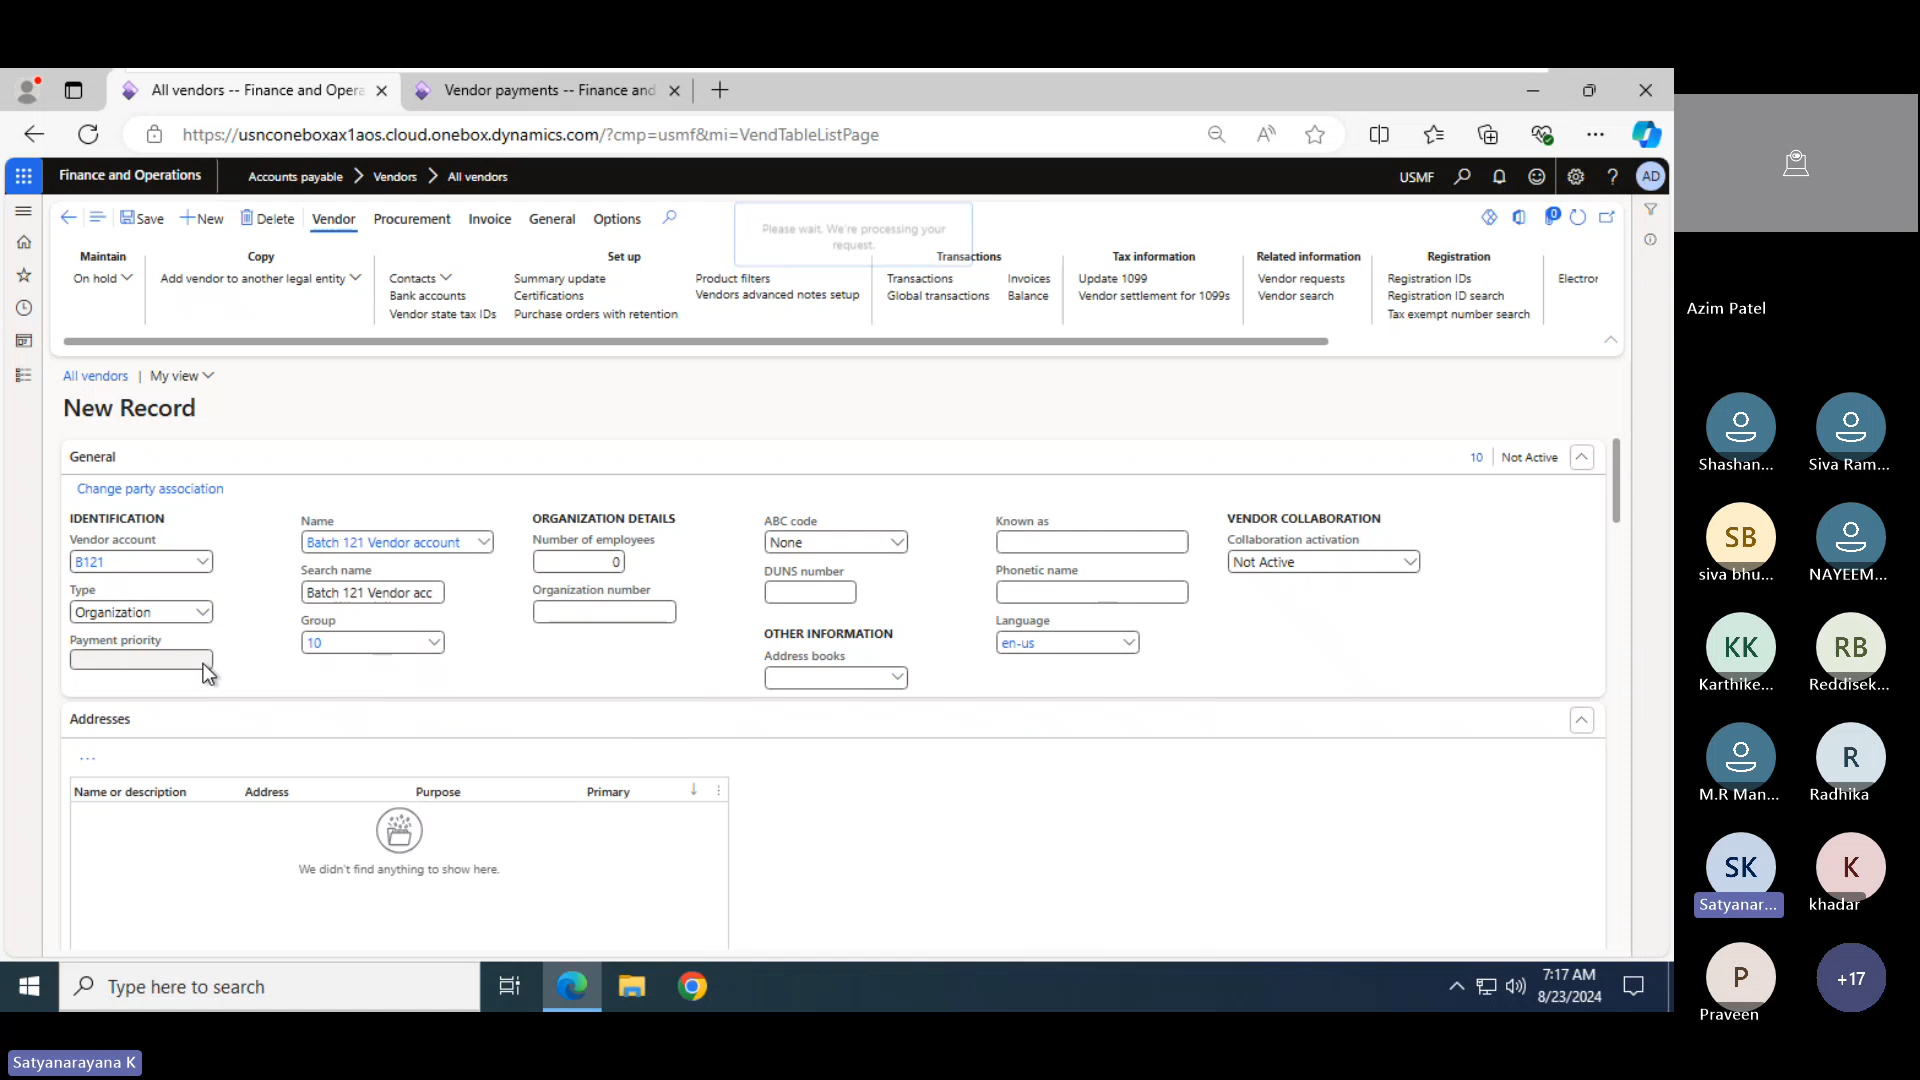 All vendors -- Finance and Opera
Vendor payments -- Finance and
https://usnconeboxax1aos.cloud.onebox.dynamics.com/?cmp=usmf&mi=VendTableListPage
Finance and Operations
Accounts payable > Vendors > All vendors
USMF
AD
Save
New
Delete
Vendor
Procurement
Invoice
General
Options
0
Please wait. We're processing your request.
Maintain
On hold
Copy
Add vendor to another legal entity
Set up
Contacts
Bank accounts
Vendor state tax IDs
Summary update
Certifications
Purchase orders with retention
Product filters
Vendors advanced notes setup
Transactions
Transactions
Global transactions
Invoices
Balance
Tax information
Update 1099
Vendor settlement for 1099s
Related information
Vendor requests
Vendor search
Registration
Registration IDs
Registration ID search
Tax exempt number search
Electror
All vendors | My view
New Record
General
10 | Not Active
Change party association
IDENTIFICATION
Vendor account
B121
Type
Organization
Payment priority
Name
Batch 121 Vendor account
Search name
Batch 121 Vendor acc
Group
10
ORGANIZATION DETAILS
Number of employees
0
Organization number
ABC code
None
DUNS number
OTHER INFORMATION
Address books
Known as
Phonetic name
Language
en-us
VENDOR COLLABORATION
Collaboration activation
Not Active
Addresses
...
Name or description
Address
Purpose
Primary
We didn't find anything to show here.
Type here to search
7:17 AM
8/23/2024
Azim Patel
Shashan...
Siva Ram...
SB
siva bhu...
NAYEEM...
KK
Karthike...
RB
Reddisek...
M.R Man...
R
Radhika
SK
Satyanar...
K
khadar
P
Praveen
+17
Satyanarayana K